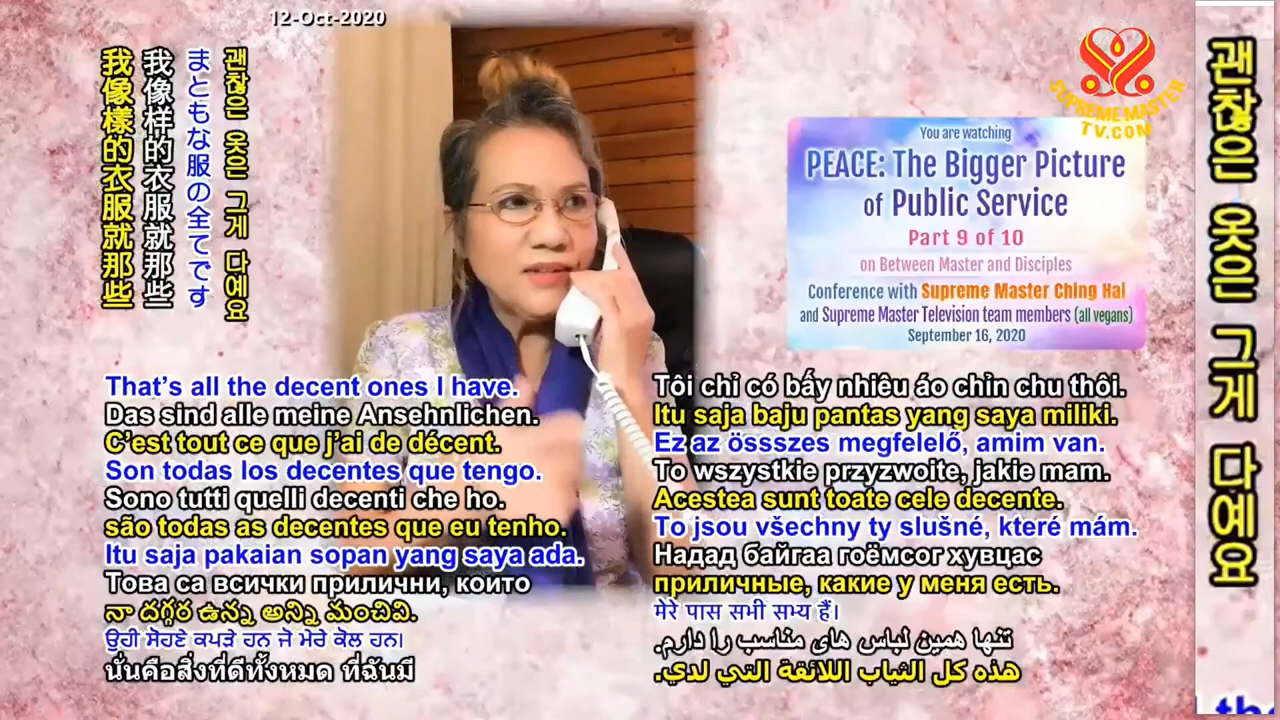 12-Oct-2020
괜찮은 옷은 그게 다예요
まともな服の全てです
我像样的衣服就那些
我像樣的衣服就那些
SUPREME MASTER
TV.COM
You are watching
PEACE: The Bigger Picture
of Public Service
Part 9 of 10
on Between Master and Disciples
Conference with Supreme Master Ching Hai
and Supreme Master Television team members (all vegans)
September 16, 2020
That's all the decent ones I have.
Das sind alle meine Ansehnlichen.
C'est tout ce que j'ai de décent.
Son todas los decentes que tengo.
Sono tutti quelli decenti che ho.
são todas as decentes que eu tenho.
Itu saja pakaian sopan yang saya ada.
Това са всички прилични, които
నా దగ్గర ఉన్న అన్ని మంచివి.
ਉਹੀ ਸੋਹਣੇ ਕਪੜੇ ਹਨ ਜੋ ਮੇਰੇ ਕੋਲ ਹਨ।
นั่นคือสิ่งที่ดีทั้งหมด ที่ฉันมี
Tôi chỉ có bấy nhiêu áo chỉn chu thôi.
Itu saja baju pantas yang saya miliki.
Ez az össszes megfelelő, amim van.
To wszystkie przyzwoite, jakie mam.
Acestea sunt toate cele decente.
To jsou všechny ty slušné, které mám.
Надад байгаа гоёмсог хувцас
приличные, какие у меня есть.
मेरे पास सभी सभ्य हैं।
تنها همین لباس های مناسب را دارم.
هذه كل الثياب اللائقة التي لدي.
괜찮은 옷은 그게 다예요